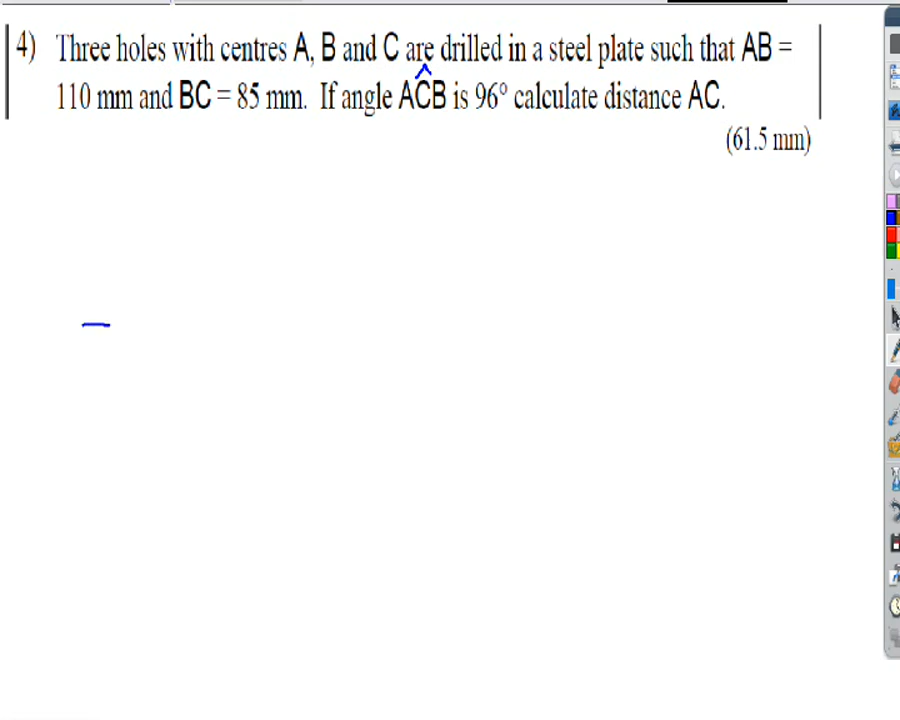 4) Three holes with centres A, B and C are drilled in a steel plate such that AB =
110 mm and BC = 85 mm. If angle ACB is 96° calculate distance AC.
(61.5 mm)